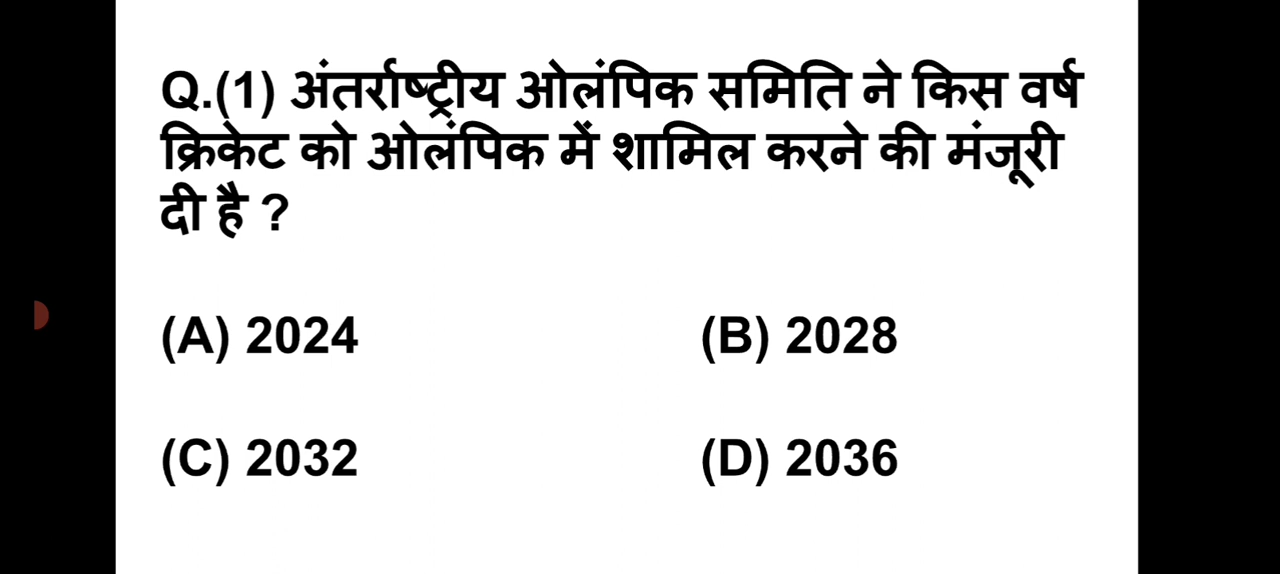 Q.(1) अंतर्राष्ट्रीय ओलंपिक समिति ने किस वर्ष
क्रिकेट को ओलंपिक में शामिल करने की मंजूरी
दी है ?
(A) 2024 (B) 2028
(C) 2032 (D) 2036